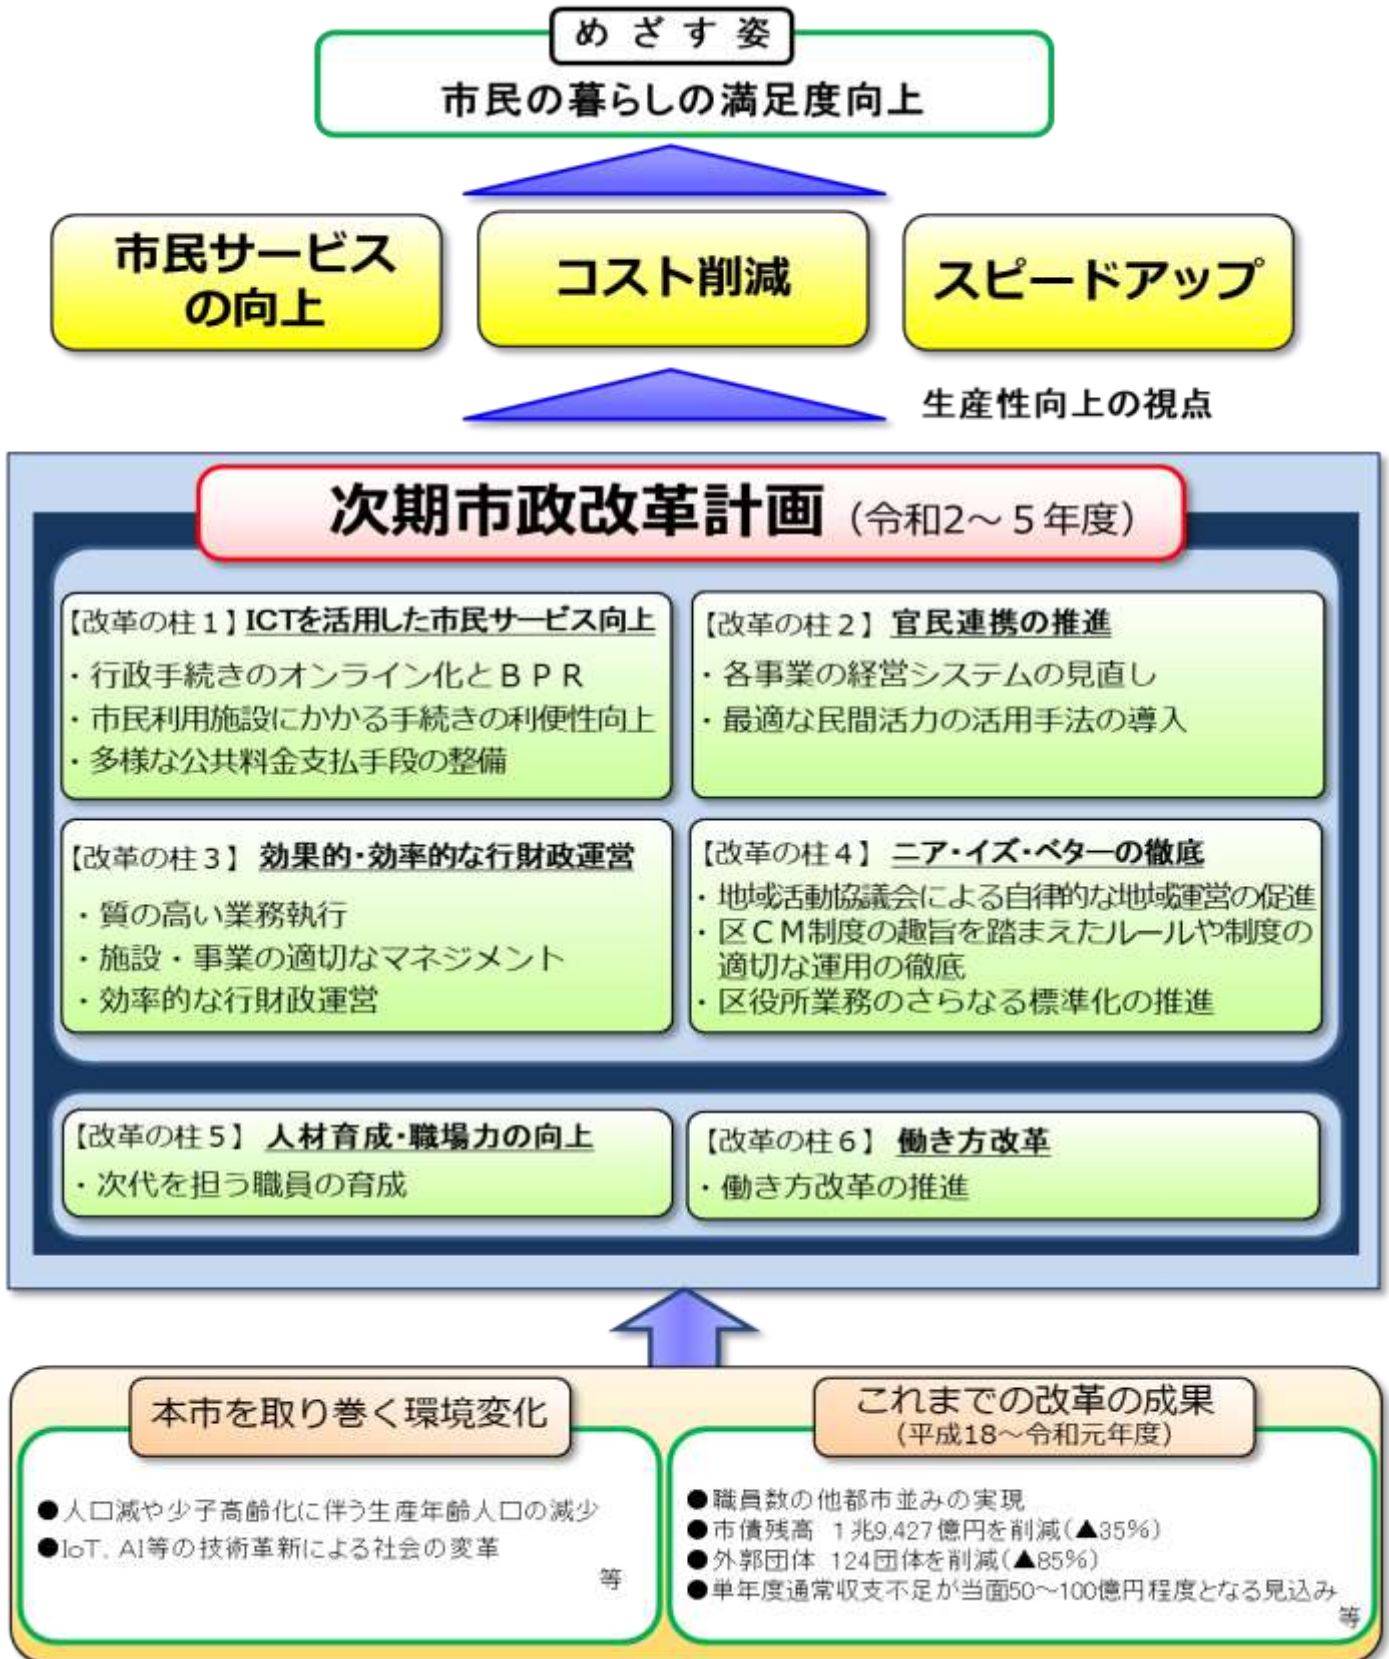 めざす姿
市民の暮らしの満足度向上
市民サービス
の向上
コスト削減
スピードアップ
生産性向上の視点
次期市政改革計画（令和2～５年度）
【改革の柱１】ICTを活用した市民サービス向上
・行政手続きのオンライン化とＢＰＲ
・市民利用施設にかかる手続きの利便性向上
・多様な公共料金支払手段の整備
【改革の柱２】官民連携の推進
・各事業の経営システムの見直し
・最適な民間活力の活用手法の導入
【改革の柱３】効果的・効率的な行財政運営
・質の高い業務執行
・施設・事業の適切なマネジメント
・効率的な行財政運営
【改革の柱４】ニア・イズ・ベターの徹底
・地域活動協議会による自律的な地域運営の促進
・区ＣＭ制度の趣旨を踏まえたルールや制度の
適切な運用の徹底
・区役所業務のさらなる標準化の推進
【改革の柱５】人材育成・職場力の向上
・次代を担う職員の育成
【改革の柱６】働き方改革
・働き方改革の推進
本市を取り巻く環境変化
●人口減や少子高齢化に伴う生産年齢人口の減少
●IoT, AI等の技術革新による社会の変革
等
これまでの改革の成果
（平成18～令和元年度）
●職員数の他都市並みの実現
●市債残高 1兆9,427億円を削減（▲35%）
●外郭団体 124団体を削減（▲85%）
●単年度通常収支不足が当面50～100億円程度となる見込み
等